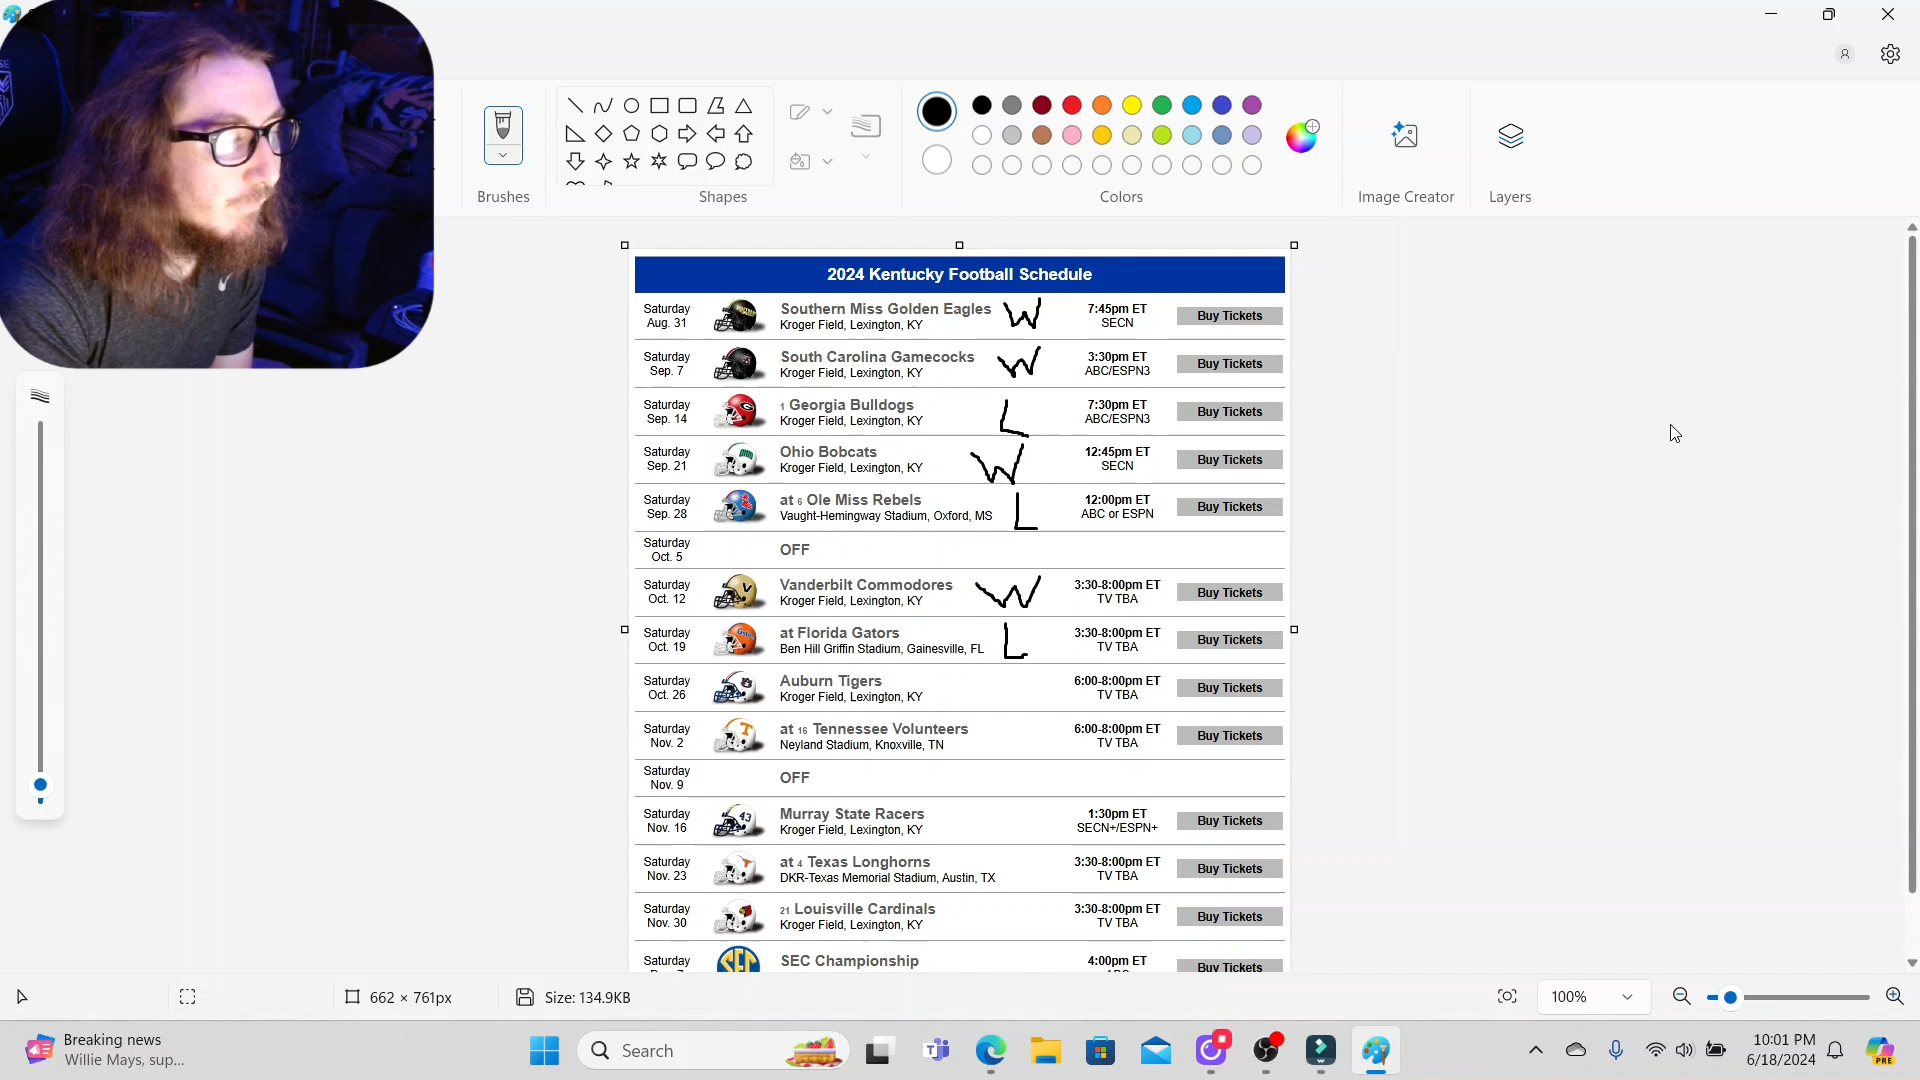 Brushes
Shapes
Colors
Image Creator
Layers
2024 Kentucky Football Schedule
Saturday Aug. 31 Southern Miss Golden Eagles W 7:45pm ET Buy Tickets
Kroger Field, Lexington, KY SECN
Saturday Sep. 7 South Carolina Gamecocks W 3:30pm ET Buy Tickets
Kroger Field, Lexington, KY ABC/ESPN3
Saturday Sep. 14 1 Georgia Bulldogs L 7:30pm ET Buy Tickets
Kroger Field, Lexington, KY ABC/ESPN3
Saturday Sep. 21 OHIO Ohio Bobcats W 12:45pm ET Buy Tickets
Kroger Field, Lexington, KY SECN
Saturday Sep. 28 at 6 Ole Miss Rebels L 12:00pm ET Buy Tickets
Vaught-Hemingway Stadium, Oxford, MS ABC or ESPN
Saturday Oct. 5 OFF
Saturday Oct. 12 V Vanderbilt Commodores W 3:30-8:00pm ET Buy Tickets
Kroger Field, Lexington, KY TV TBA
Saturday Oct. 19 at Florida Gators L 3:30-8:00pm ET Buy Tickets
Ben Hill Griffin Stadium, Gainesville, FL TV TBA
Saturday Oct. 26 Auburn Tigers 6:00-8:00pm ET Buy Tickets
Kroger Field, Lexington, KY TV TBA
Saturday Nov. 2 T at 16 Tennessee Volunteers 6:00-8:00pm ET Buy Tickets
Neyland Stadium, Knoxville, TN TV TBA
Saturday Nov. 9 OFF
Saturday Nov. 16 43 Murray State Racers 1:30pm ET Buy Tickets
Kroger Field, Lexington, KY SECN+/ESPN+
Saturday Nov. 23 at 4 Texas Longhorns 3:30-8:00pm ET Buy Tickets
DKR-Texas Memorial Stadium, Austin, TX TV TBA
Saturday Nov. 30 21 Louisville Cardinals 3:30-8:00pm ET Buy Tickets
Kroger Field, Lexington, KY TV TBA
Saturday SEC SEC Championship 4:00pm ET Buy Tickets
662 × 761px
Size: 134.9KB
100%
Breaking news
Willie Mays, sup...
Search
10:01 PM
6/18/2024
PRE